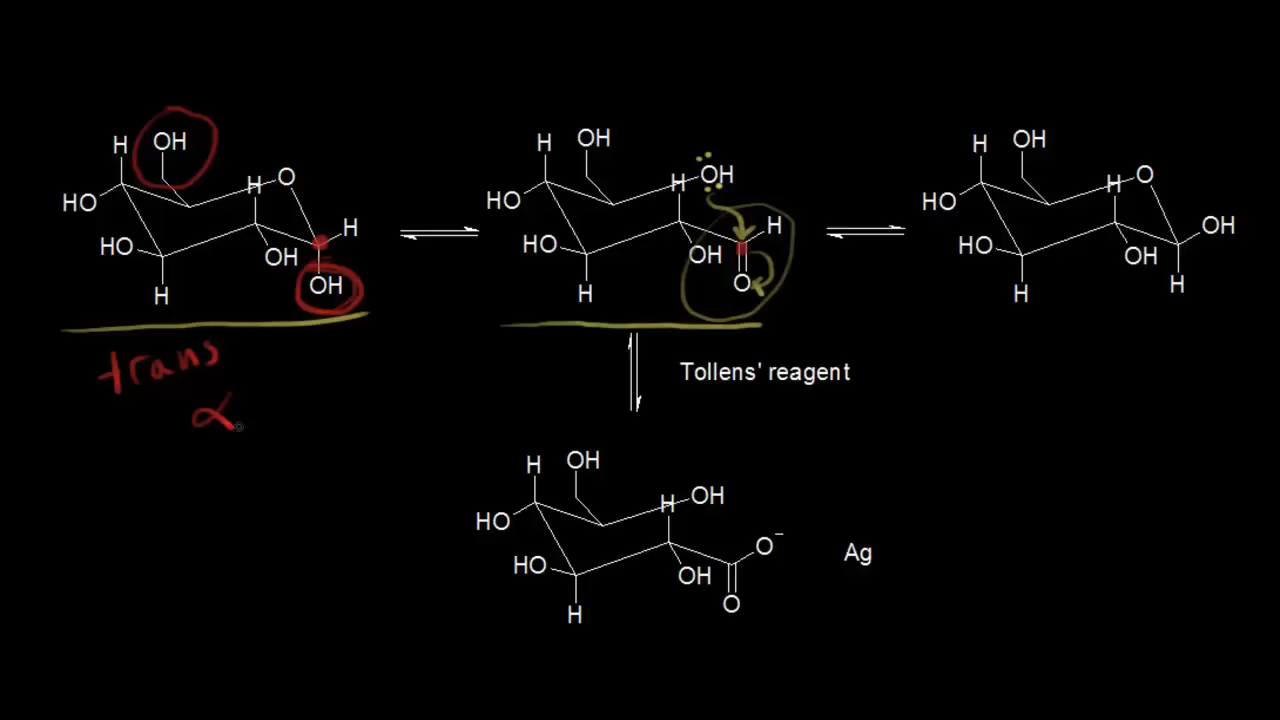 H OH O H H HO HO OH OH H
H OH OH H H HO HO OH O H
H OH O H OH HO HO OH H H
trans
α
Tollens' reagent
H OH H OH HO HO OH O⁻ O H
Ag